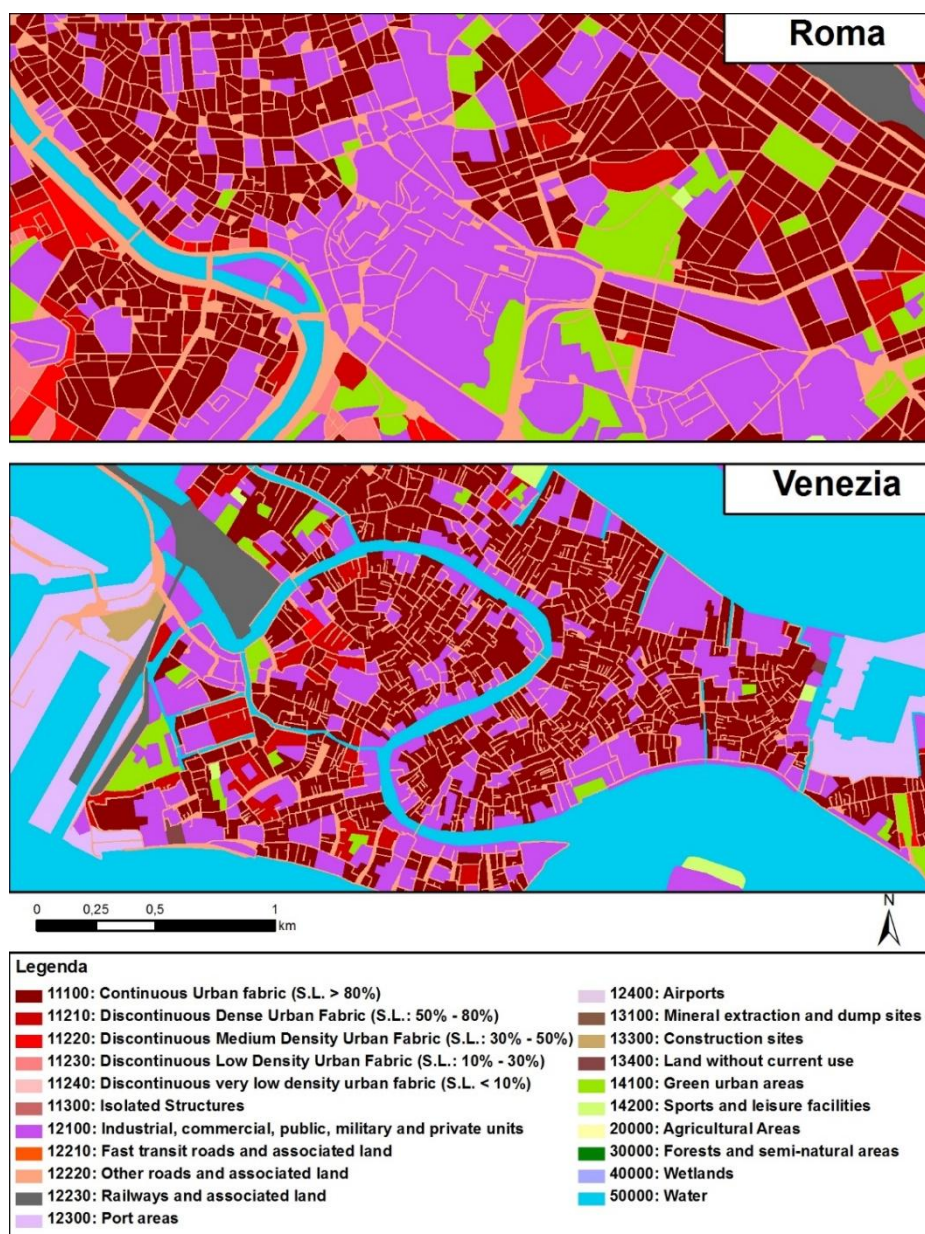 Roma
Venezia
0 0,25 0,5 1
km
N
Legenda
11100: Continuous Urban fabric (S.L. > 80%)
11210: Discontinuous Dense Urban Fabric (S.L.: 50% - 80%)
11220: Discontinuous Medium Density Urban Fabric (S.L.: 30% - 50%)
11230: Discontinuous Low Density Urban Fabric (S.L.: 10% - 30%)
11240: Discontinuous very low density urban fabric (S.L. < 10%)
11300: Isolated Structures
12100: Industrial, commercial, public, military and private units
12210: Fast transit roads and associated land
12220: Other roads and associated land
12230: Railways and associated land
12300: Port areas
12400: Airports
13100: Mineral extraction and dump sites
13300: Construction sites
13400: Land without current use
14100: Green urban areas
14200: Sports and leisure facilities
20000: Agricultural Areas
30000: Forests and semi-natural areas
40000: Wetlands
50000: Water